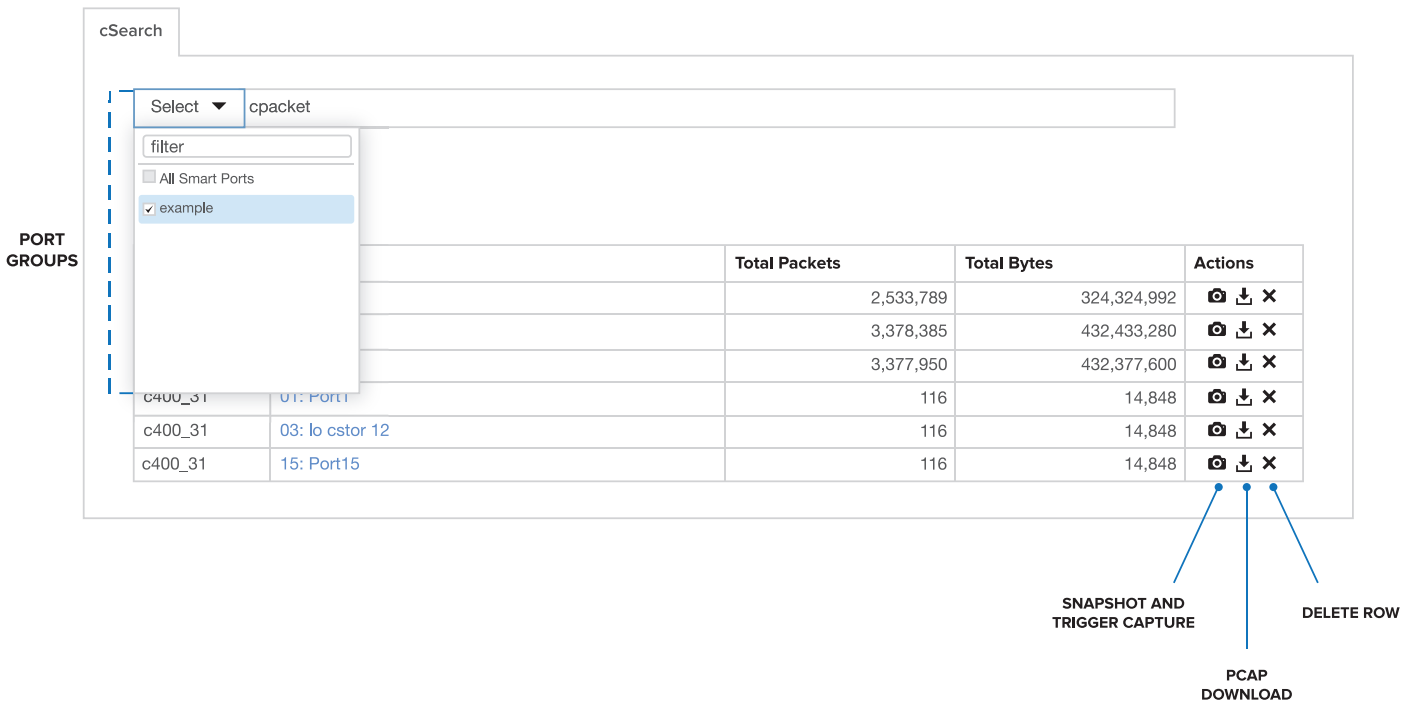 cSearch
Select cpacket
filter
All Smart Ports
example
PORT
GROUPS
Total Packets Total Bytes Actions
2,533,789 324,324,992
3,378,385 432,433,280
3,377,950 432,377,600
c400_31 01: Port1 116 14,848
c400_31 03: lo cstor 12 116 14,848
c400_31 15: Port15 116 14,848
SNAPSHOT AND
TRIGGER CAPTURE
DELETE ROW
PCAP
DOWNLOAD